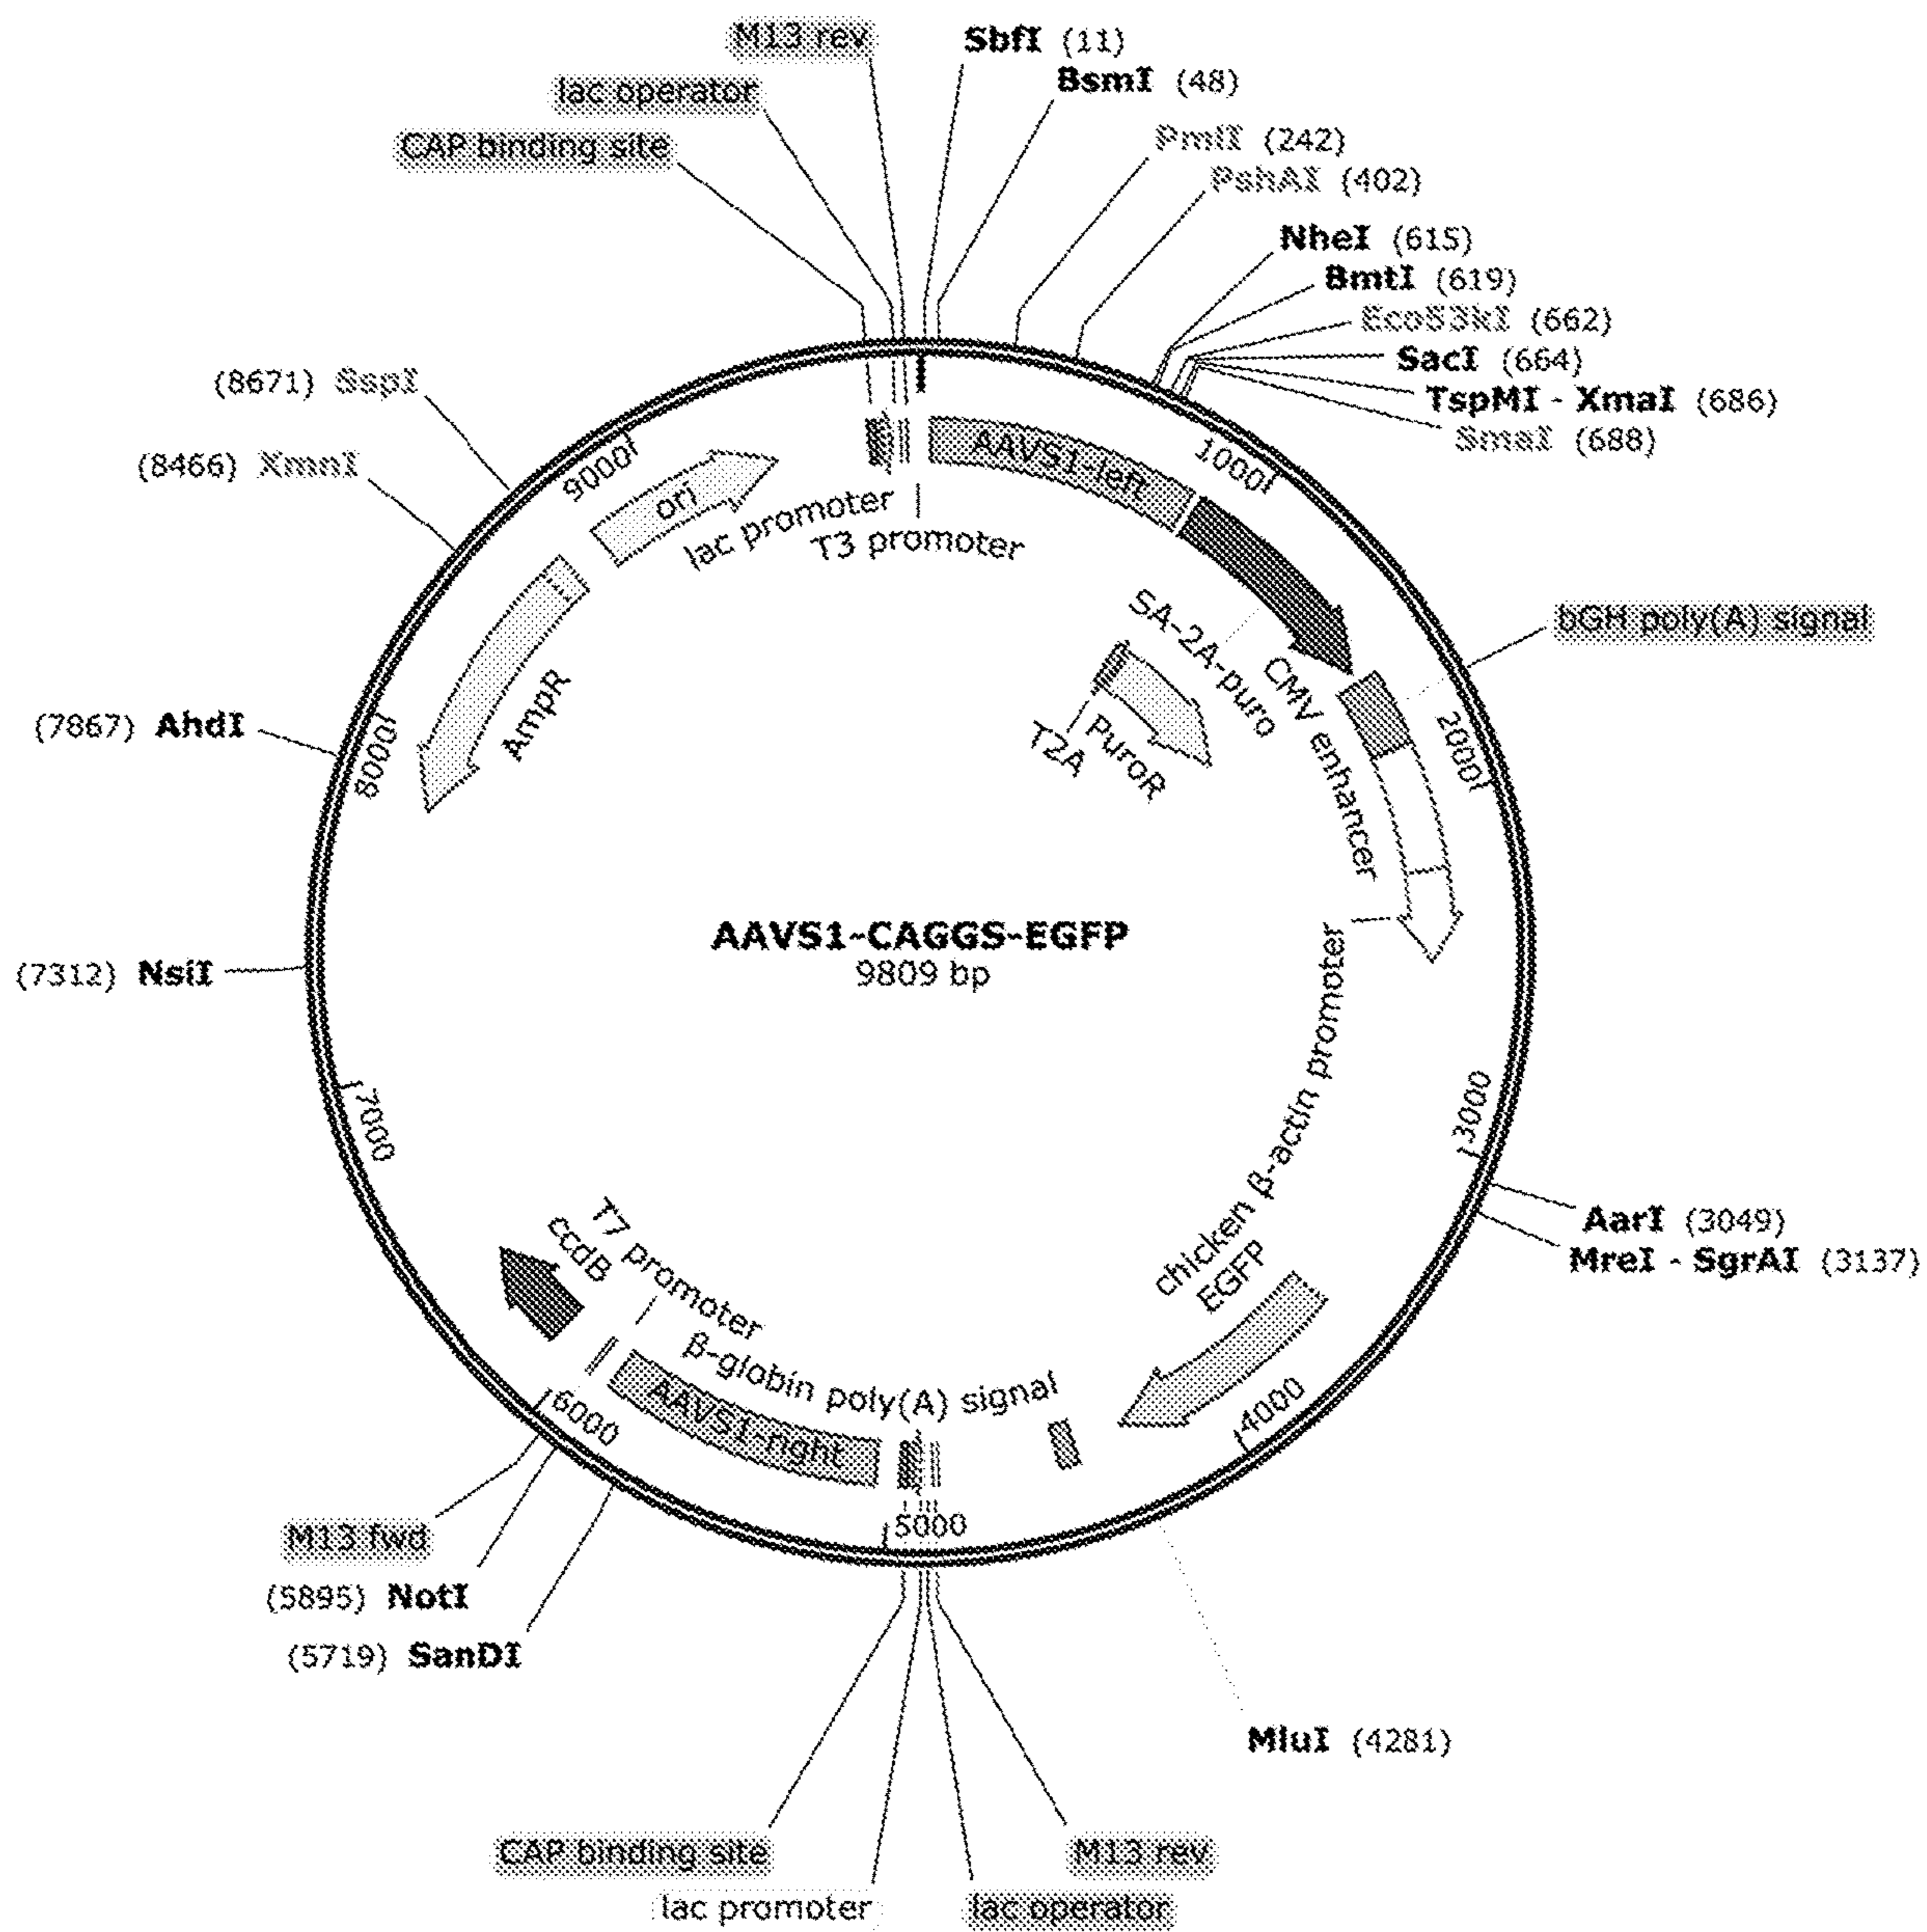 M13 rev
lac operator
CAP binding site
SbfI (11)
BsmI (48)
PmlI (242)
PshAI (402)
NheI (615)
BmtI (619)
Eco53kI (662)
SacI (664)
TspMI - XmaI (686)
SmaI (688)
(8671) SspI
(8466) XmnI
(7867) AhdI
(7312) NsiI
9000
1000
ori
AAVS1-left
lac promoter
T3 promoter
bGH poly(A) signal
SA-2A-puro
CMV enhancer
2000
T2A
PuroR
AmpR
8000
AAVS1-CAGGS-EGFP
9809 bp
chicken β-actin promoter
3000
7000
AarI (3049)
MreI - SgrAI (3137)
EGFP
4000
T7 promoter
ccdB
β-globin poly(A) signal
AAVS1-right
6000
5000
M13 fwd
(5895) NotI
(5719) SanDI
MluI (4281)
CAP binding site
M13 rev
lac promoter
lac operator